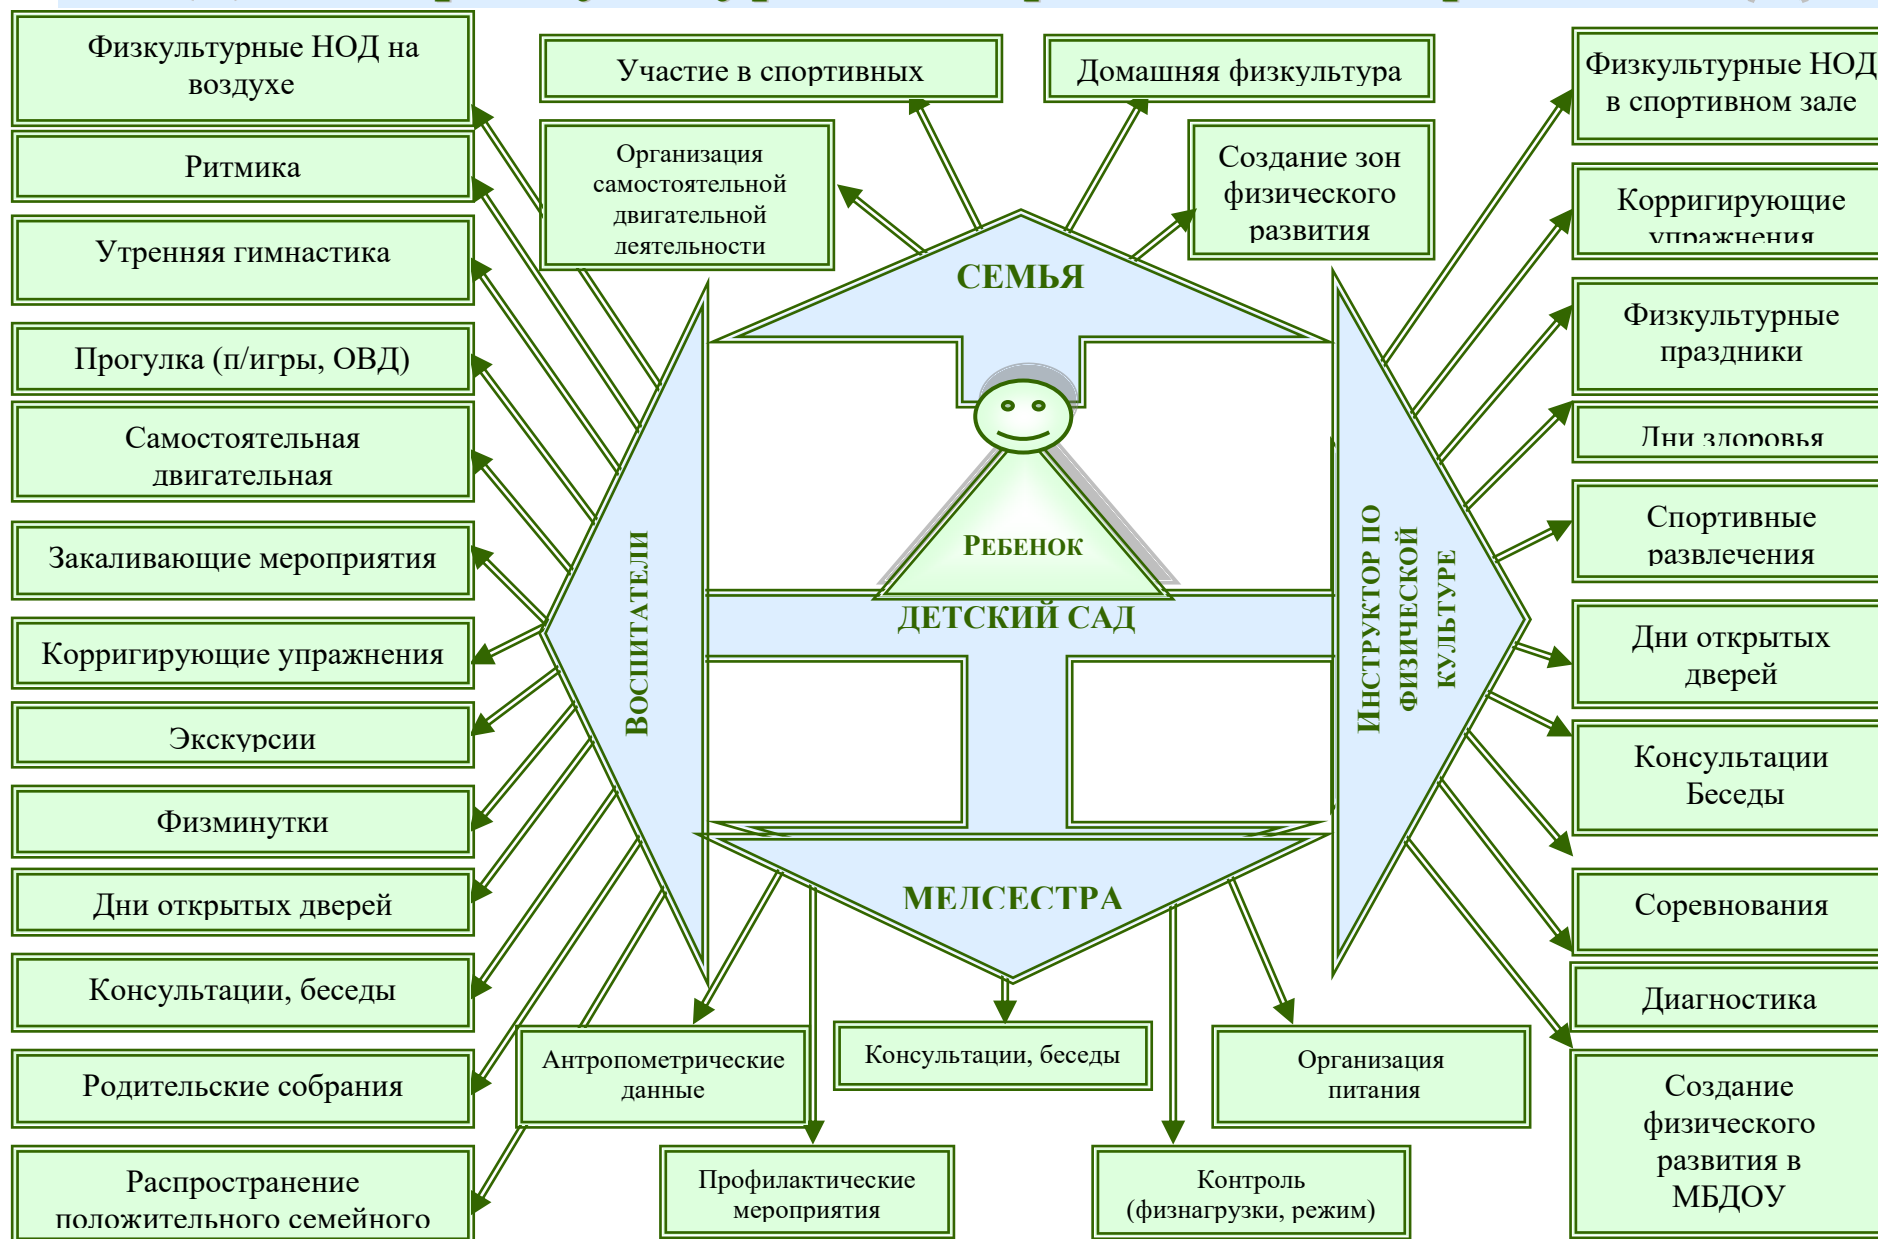 Физкультурные НОД на
воздухе
Ритмика
Утренняя гимнастика
Прогулка (п/игры, ОВД)
Самостоятельная
двигательная
Закаливающие мероприятия
Корригирующие упражнения
Экскурсии
Физминутки
Дни открытых дверей
Консультации, беседы
Родительские собрания
Распространение
положительного семейного
Участие в спортивных
Домашняя физкультура
Организация
самостоятельной
двигательной
деятельности
Создание зон
физического
развития
СЕМЬЯ
РЕБЕНОК
ДЕТСКИЙ САД
ВОСПИТАТЕЛИ
ИНСТРУКТОР ПО
ФИЗИЧЕСКОЙ
КУЛЬТУРЕ
МЕДСЕСТРА
Антропометрические
данные
Консультации, беседы
Организация
питания
Профилактические
мероприятия
Контроль
(физнагрузки, режим)
Физкультурные НОД
в спортивном зале
Корригирующие
упражнения
Физкультурные
праздники
Дни здоровья
Спортивные
развлечения
Дни открытых
дверей
Консультации
Беседы
Соревнования
Диагностика
Создание
физического
развития в
МБДОУ